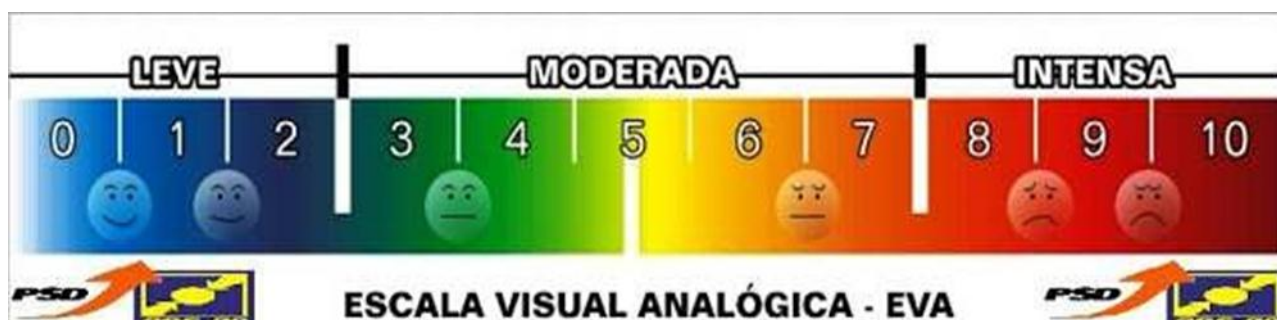 LEVE MODERADA INTENSA
0 1 2 3 4 5 6 7 8 9 10
PSD ESCALA VISUAL ANALÓGICA - EVA PSD